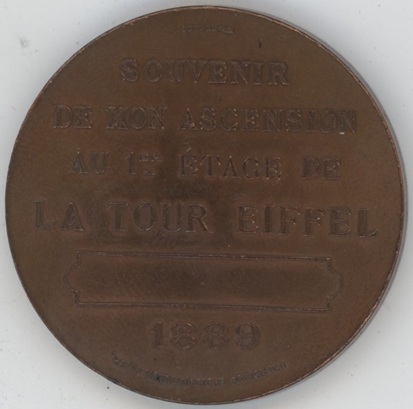 SOUVENIR
DE MON ASCENSION
AU 1ER ÉTAGE DE
LA TOUR EIFFEL
1889